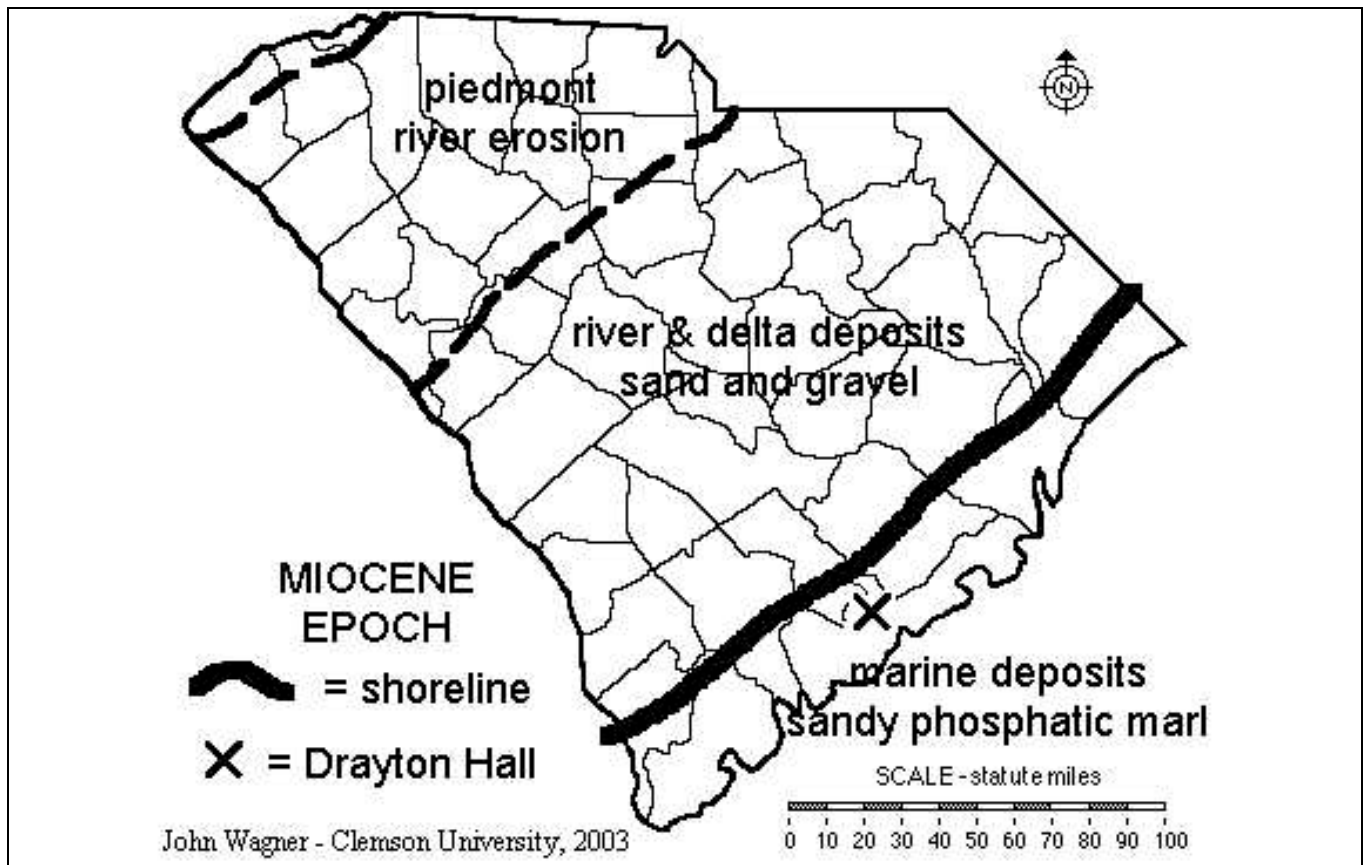 piedmont
river erosion
N
river & delta deposits
sand and gravel
MIOCENE
EPOCH
= shoreline
= Drayton Hall
marine deposits
sandy phosphatic marl
SCALE - statute miles
0 10 20 30 40 50 60 70 80 90 100
John Wagner - Clemson University, 2003